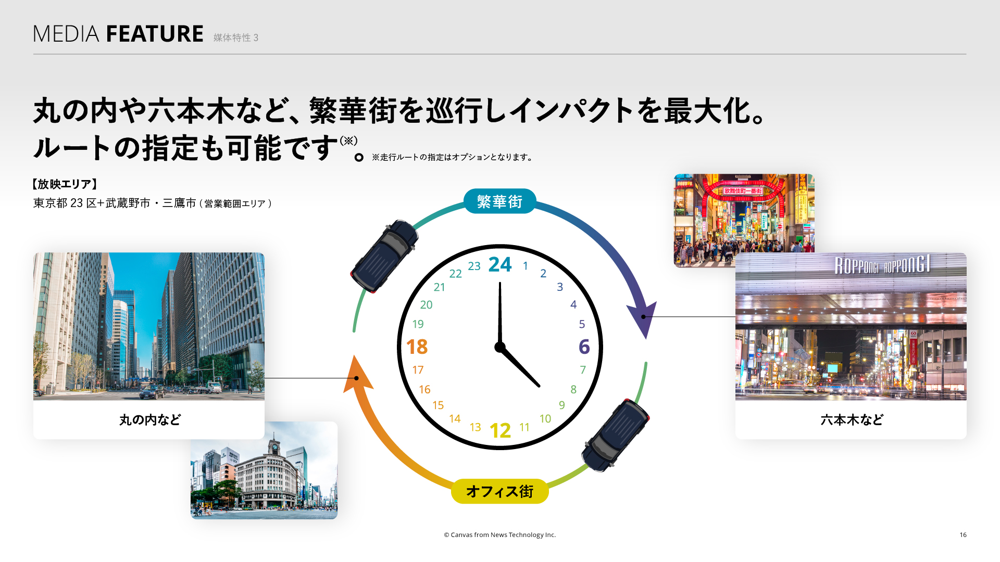 MEDIA FEATURE 媒体特性 3
丸の内や六本木など、繁華街を巡行しインパクトを最大化。
ルートの指定も可能です(※)。 ※走行ルートの指定はオプションとなります。
【放映エリア】
東京都 23 区+武蔵野市・三鷹市 ( 営業範囲エリア )
繁華街
歌舞伎町一番街
ROPPONGI ROPPONGI
24
1
2
3
4
5
6
7
8
9
10
11
12
13
14
15
16
17
18
19
20
21
22
23
丸の内など
六本木など
オフィス街
© Canvas from News Technology Inc.
16